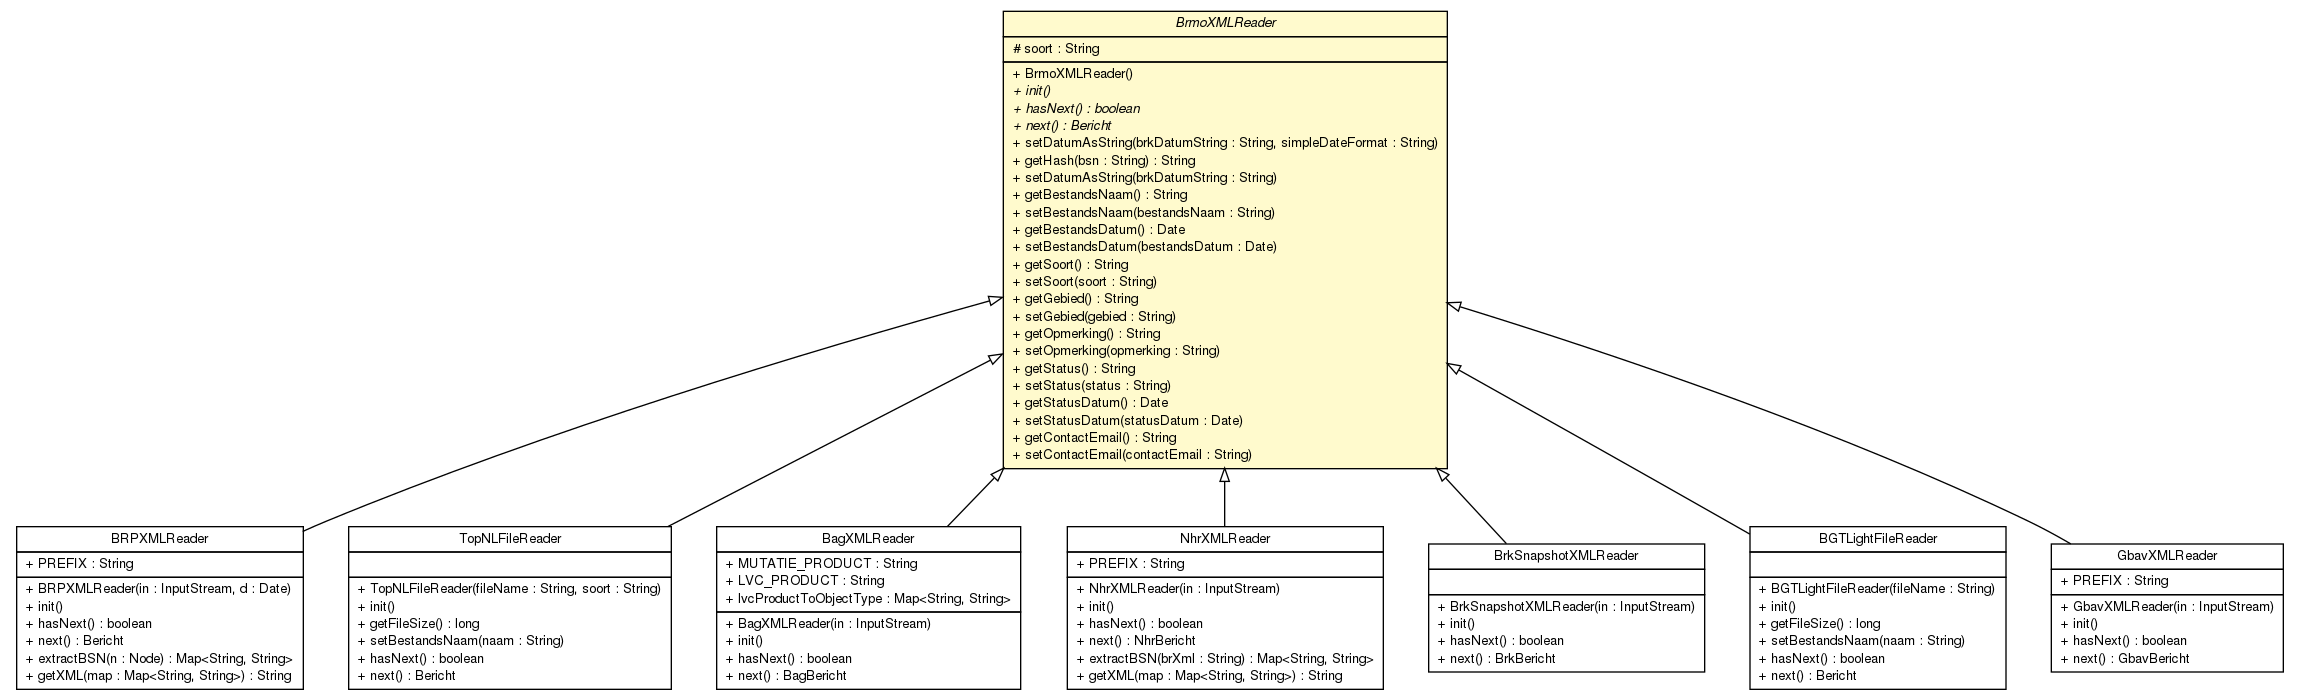 BrmoXMLReader
# soort : String
+ BrmoXMLReader()
+ init()
+ hasNext() : boolean
+ next() : Bericht
+ setDatumAsString(brkDatumString : String, simpleDateFormat : String)
+ getHash(bsn : String) : String
+ setDatumAsString(brkDatumString : String)
+ getBestandsNaam() : String
+ setBestandsNaam(bestandsNaam : String)
+ getBestandsDatum() : Date
+ setBestandsDatum(bestandsDatum : Date)
+ getSoort() : String
+ setSoort(soort : String)
+ getGebied() : String
+ setGebied(gebied : String)
+ getOpmerking() : String
+ setOpmerking(opmerking : String)
+ getStatus() : String
+ setStatus(status : String)
+ getStatusDatum() : Date
+ setStatusDatum(statusDatum : Date)
+ getContactEmail() : String
+ setContactEmail(contactEmail : String)
BRPXMLReader
+ PREFIX : String
+ BRPXMLReader(in : InputStream, d : Date)
+ init()
+ hasNext() : boolean
+ next() : Bericht
+ extractBSN(n : Node) : Map<String, String>
+ getXML(map : Map<String, String>) : String
TopNLFileReader
+ TopNLFileReader(fileName : String, soort : String)
+ init()
+ getFileSize() : long
+ setBestandsNaam(naam : String)
+ hasNext() : boolean
+ next() : Bericht
BagXMLReader
+ MUTATIE_PRODUCT : String
+ LVC_PRODUCT : String
+ lvcProductToObjectType : Map<String, String>
+ BagXMLReader(in : InputStream)
+ init()
+ hasNext() : boolean
+ next() : BagBericht
NhrXMLReader
+ PREFIX : String
+ NhrXMLReader(in : InputStream)
+ init()
+ hasNext() : boolean
+ next() : NhrBericht
+ extractBSN(brXml : String) : Map<String, String>
+ getXML(map : Map<String, String>) : String
BrkSnapshotXMLReader
+ BrkSnapshotXMLReader(in : InputStream)
+ init()
+ hasNext() : boolean
+ next() : BrkBericht
BGTLightFileReader
+ BGTLightFileReader(fileName : String)
+ init()
+ getFileSize() : long
+ setBestandsNaam(naam : String)
+ hasNext() : boolean
+ next() : Bericht
GbavXMLReader
+ PREFIX : String
+ GbavXMLReader(in : InputStream)
+ init()
+ hasNext() : boolean
+ next() : GbavBericht